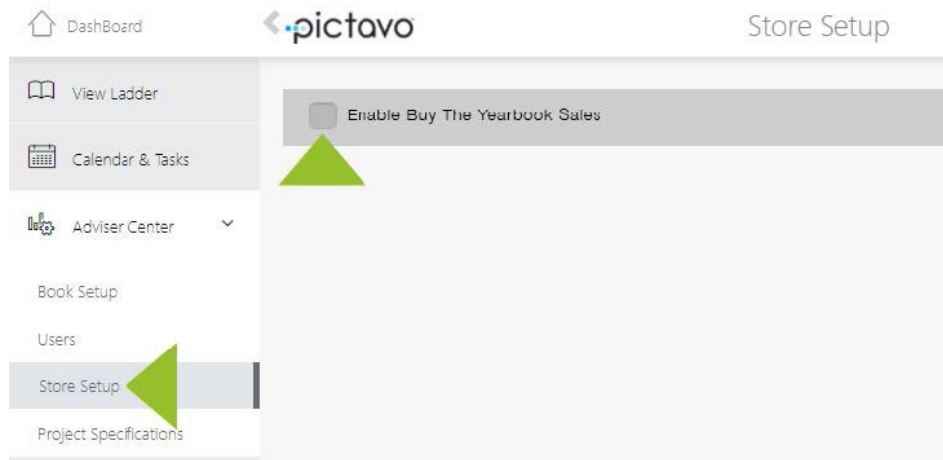 DashBoard
pictavo
Store Setup
View Ladder
Enable Buy The Yearbook Sales
Calendar & Tasks
Adviser Center
Book Setup
Users
Store Setup
Project Specifications